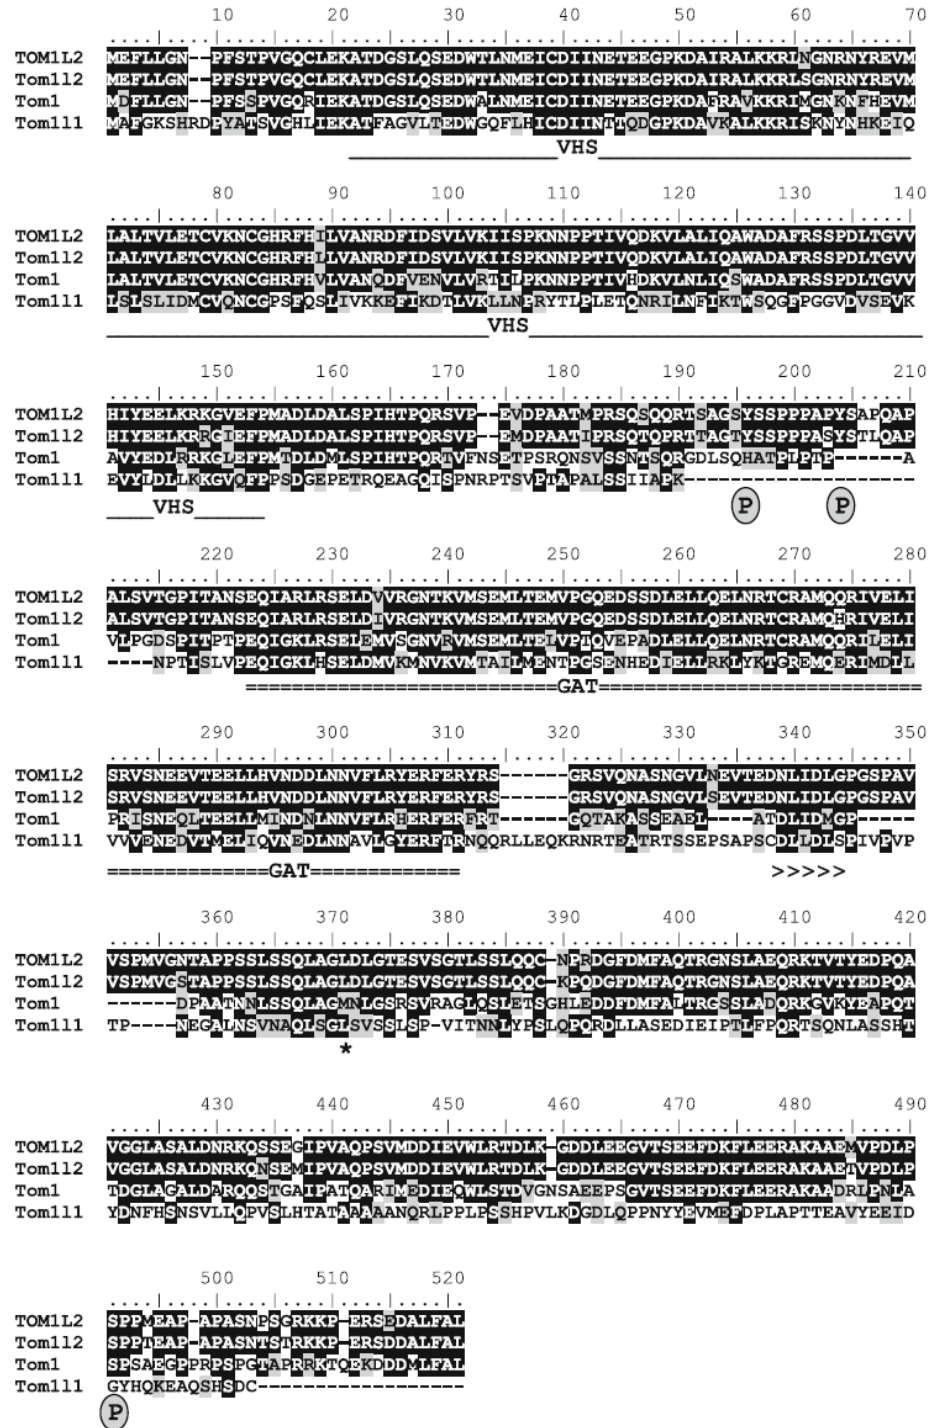 10 20 30 40 50 60 70
TOM1L2 MEFLLGN--PFSTPVGQCLEKATDGSLQSEDWTLNMEICDIINETEEGPKDAIRALKKRLNGNRNYREVM
Tom1l2 MEFLLGN--PFSTPVGQCLEKATDGSLQSEDWTLNMEICDIINETEEGPKDAIRALKKRLSGNRNYREVM
Tom1 MDFLLGN--PFSSPVGQRIEKATDGSLQSEDWALNMEICDIINETEEGPKDAFRAVKKRIMGNKNFHEVM
Tom1l1 MAFGKSHRDPYATSVGHLIEKATFAGVLTEDWGQFLHICDIINTTQDGPKDAVKALKKRISKNYNHKEIQ
VHS
80 90 100 110 120 130 140
TOM1L2 LALTVLETCVKNCGHRFHILVANRDFIDSVLVKIISPKNNPPTIVQDKVLALIQAWADAFRSSPDLTGVV
Tom1l2 LALTVLETCVKNCGHRFHILVANRDFIDSVLVKIISPKNNPPTIVQDKVLALIQAWADAFRSSPDLTGVV
Tom1 LALTVLETCVKNCGHRFHVLVANQDFVENVLVRTILPKNNPPTIVHDKVLNLIQSWADAFRSSPDLTGVV
Tom1l1 LSLSLIDMCVQNCGPSFQSLIVKKEFIKDTLVKLLNPRYTLPLETQNRILNFIKTWSQGFPGGVDVSEVK
VHS
150 160 170 180 190 200 210
TOM1L2 HIYEELKRKGVEFPMADLDALSPIHTPQRSVP--EVDPAATMPRSQSQQRTSAGSYSSPPPAPYSAPQAP
Tom1l2 HIYEELKRRGIEFPMADLDALSPIHTPQRSVP--EMDPAATIPRSQTQPRTTAGTYSSPPPASYSTLQAP
Tom1 AVYEDLRRKGLEFPMTDLDMLSPIHTPQRTVFNSETPSRQNSVSSNTSQRGDLSQHATPLPTP------A
Tom1l1 EVYLDLLKKGVQFPPSDGEPETRQEAGQISPNRPTSVPTAPALSSIIAPK--------------------
VHS P P
220 230 240 250 260 270 280
TOM1L2 ALSVTGPITANSEQIARLRSELDVVRGNTKVMSEMLTEMVPGQEDSSDLELLQELNRTCRAMQQRIVELI
Tom1l2 ALSVTGPITANSEQIARLRSELDIVRGNTKVMSEMLTEMVPGQEDSSDLELLQELNRTCRAMQHRIVELI
Tom1 VLPGDSPITPTPEQIGKLRSELEMVSGNVRVMSEMLTELVPTQVEPADLELLQELNRTCRAMQQRILELI
Tom1l1 ----NPTISLVPEQIGKLHSELDMVKMNVKVMTAILMENTPGSENHEDIELLRKLYKTGREMQERIMDLL
===========================GAT============================
290 300 310 320 330 340 350
TOM1L2 SRVSNEEVTEELLHVNDDLNNVFLRYERFERYRS------GRSVQNASNGVLNEVTEDNLIDLGPGSPAV
Tom1l2 SRVSNEEVTEELLHVNDDLNNVFLRYERFERYRS------GRSVQNASNGVLSEVTEDNLIDLGPGSPAV
Tom1 PRISNEQLTEELLMINDNLNNVFLRHERFERFRT------GQTAKASSEAEL----ATDLIDMGP-----
Tom1l1 VVVENEDVTMELIQVNEDLNNAVLGYERFTRNQQRLLEQKRNRTEATRTSSEPSAPSCDLLDLSPIVPVP
==============GAT============= >>>>>
360 370 380 390 400 410 420
TOM1L2 VSPMVGNTAPPSSLSSQLAGLDLGTESVSGTLSSLQQC-NPRDGFDMFAQTRGNSLAEQRKTVTYEDPQA
Tom1l2 VSPMVGSTAPPSSLSSQLAGLDLGTESVSGTLSSLQQC-KPQDGFDMFAQTRGNSLAEQRKTVTYEDPQA
Tom1 ------DPAATNNLSSQLAGMNLGSRSVRAGLQSLETSGHLEDDFDMFALTRGSSLADQRKGVKYEAPQT
Tom1l1 TP----NEGALNSVNAQLSGLSVSSLSP-VITNNLYPSLQPQRDLLASEDIEIPTLFPQRTSQNLASSHT
*
430 440 450 460 470 480 490
TOM1L2 VGGLASALDNRKQSSEGIPVAQPSVMDDIEVWLRTDLK-GDDLEEGVTSEEFDKFLEERAKAAEMVPDLP
Tom1l2 VGGLASALDNRKQNSEMIPVAQPSVMDDIEVWLRTDLK-GDDLEEGVTSEEFDKFLEERAKAAETVPDLP
Tom1 TDGLAGALDARQQSTGAIPATQARIMEDIEQWLSTDVGNSAEEPSGVTSEEFDKFLEERAKAADRLPNLA
Tom1l1 YDNFHSNSVLLQPVSLHTATAAAAANQRLPPLPSSHPVLKDGDLQPPNYYEVMEFDPLAPTTEAVYEEID
500 510 520
TOM1L2 SPPMEAP-APASNPSGRKKP-ERSEDALFAL
Tom1l2 SPPTEAP-APASNTSTRKKP-ERSDDALFAL
Tom1 SPSAEGPPRPSPGTAPRRKTQEKDDDMLFAL
Tom1l1 GYHQKEAQSHSDC------------------
P